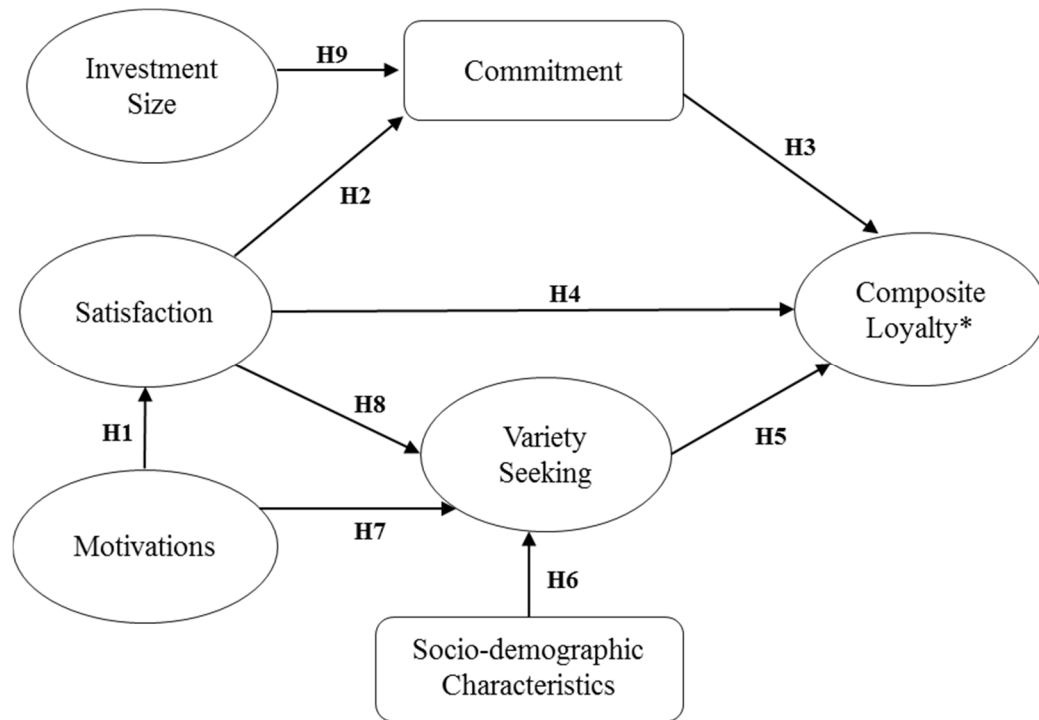 Investment
Size
H9
Commitment
H3
H2
Satisfaction
H4
Composite
Loyalty*
H1
H8
Variety
Seeking
H5
Motivations
H7
H6
Socio-demographic
Characteristics